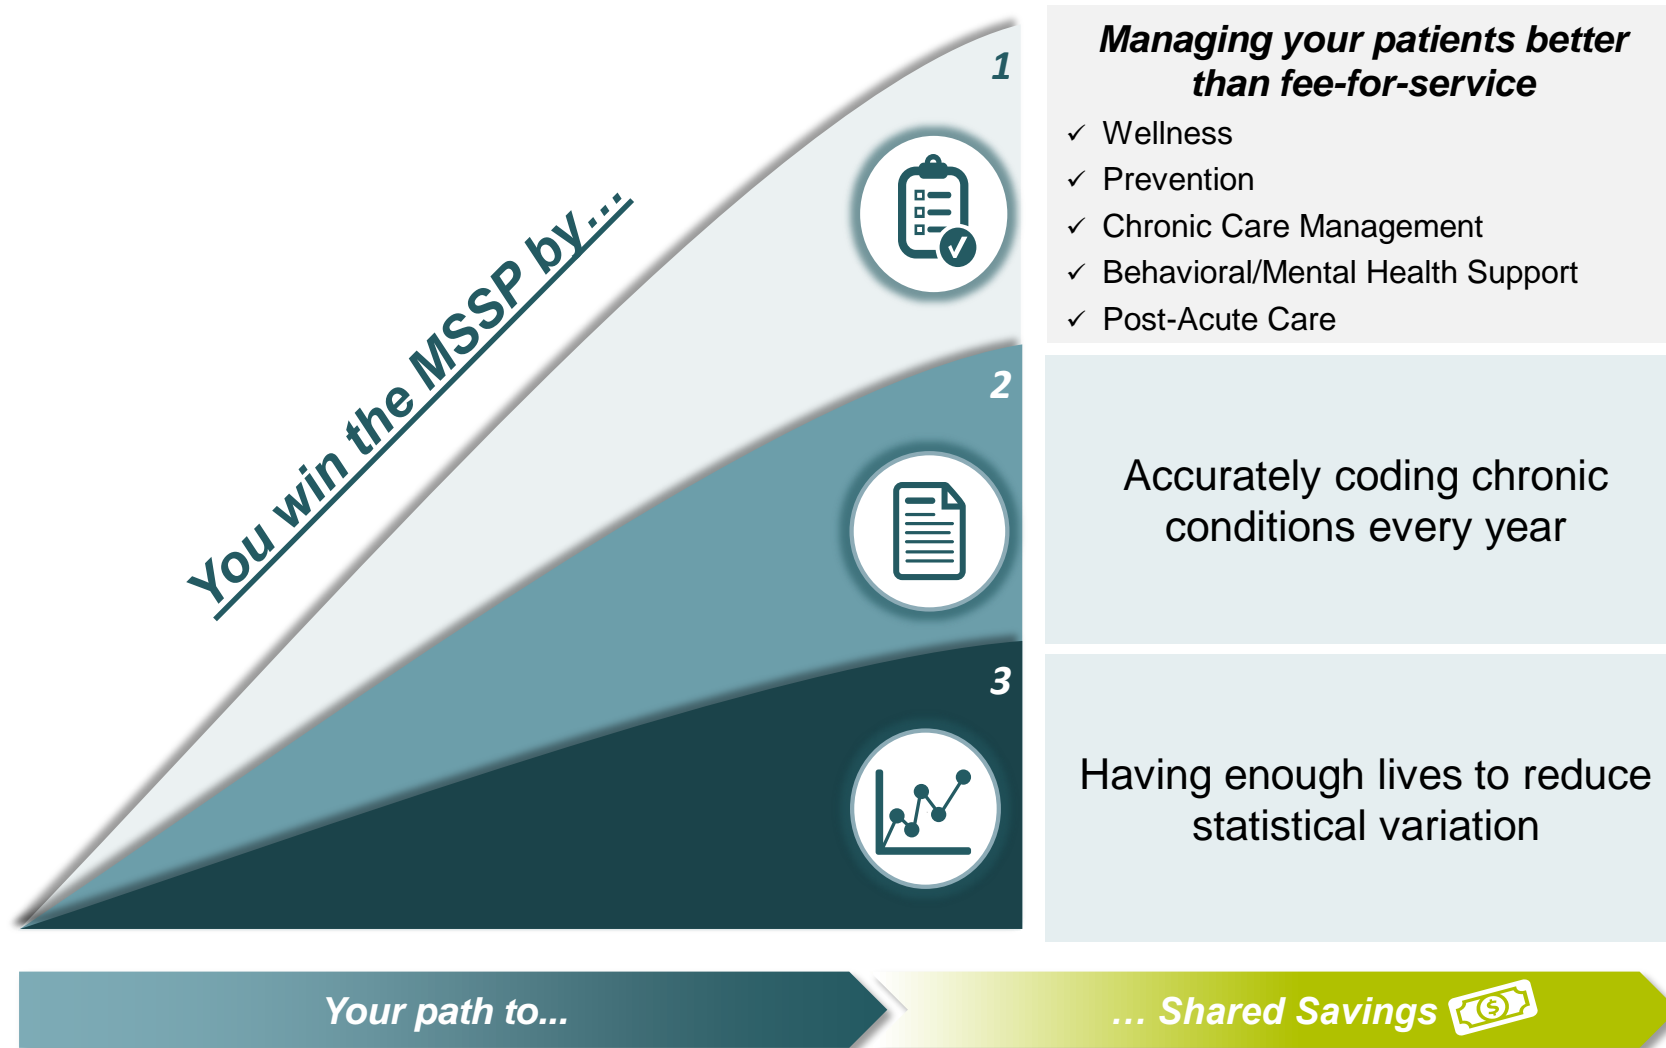 You win the MSSP by...
1
Managing your patients better
than fee-for-service
✓ Wellness
✓ Prevention
✓ Chronic Care Management
✓ Behavioral/Mental Health Support
✓ Post-Acute Care
2
Accurately coding chronic
conditions every year
3
Having enough lives to reduce
statistical variation
Your path to...
... Shared Savings
$